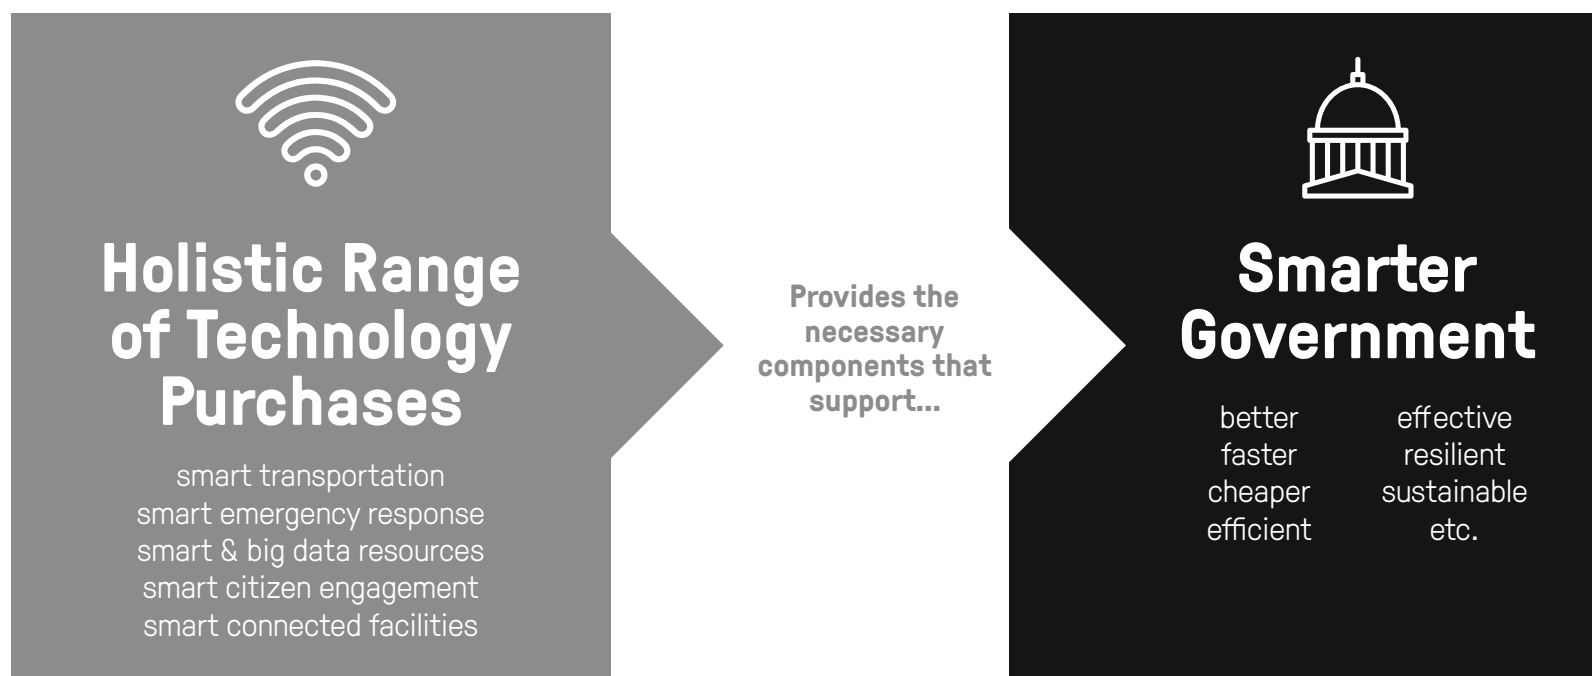 Holistic Range
of Technology
Purchases
smart transportation
smart emergency response
smart & big data resources
smart citizen engagement
smart connected facilities
Provides the
necessary
components that
support...
Smarter
Government
better
faster
cheaper
efficient
effective
resilient
sustainable
etc.